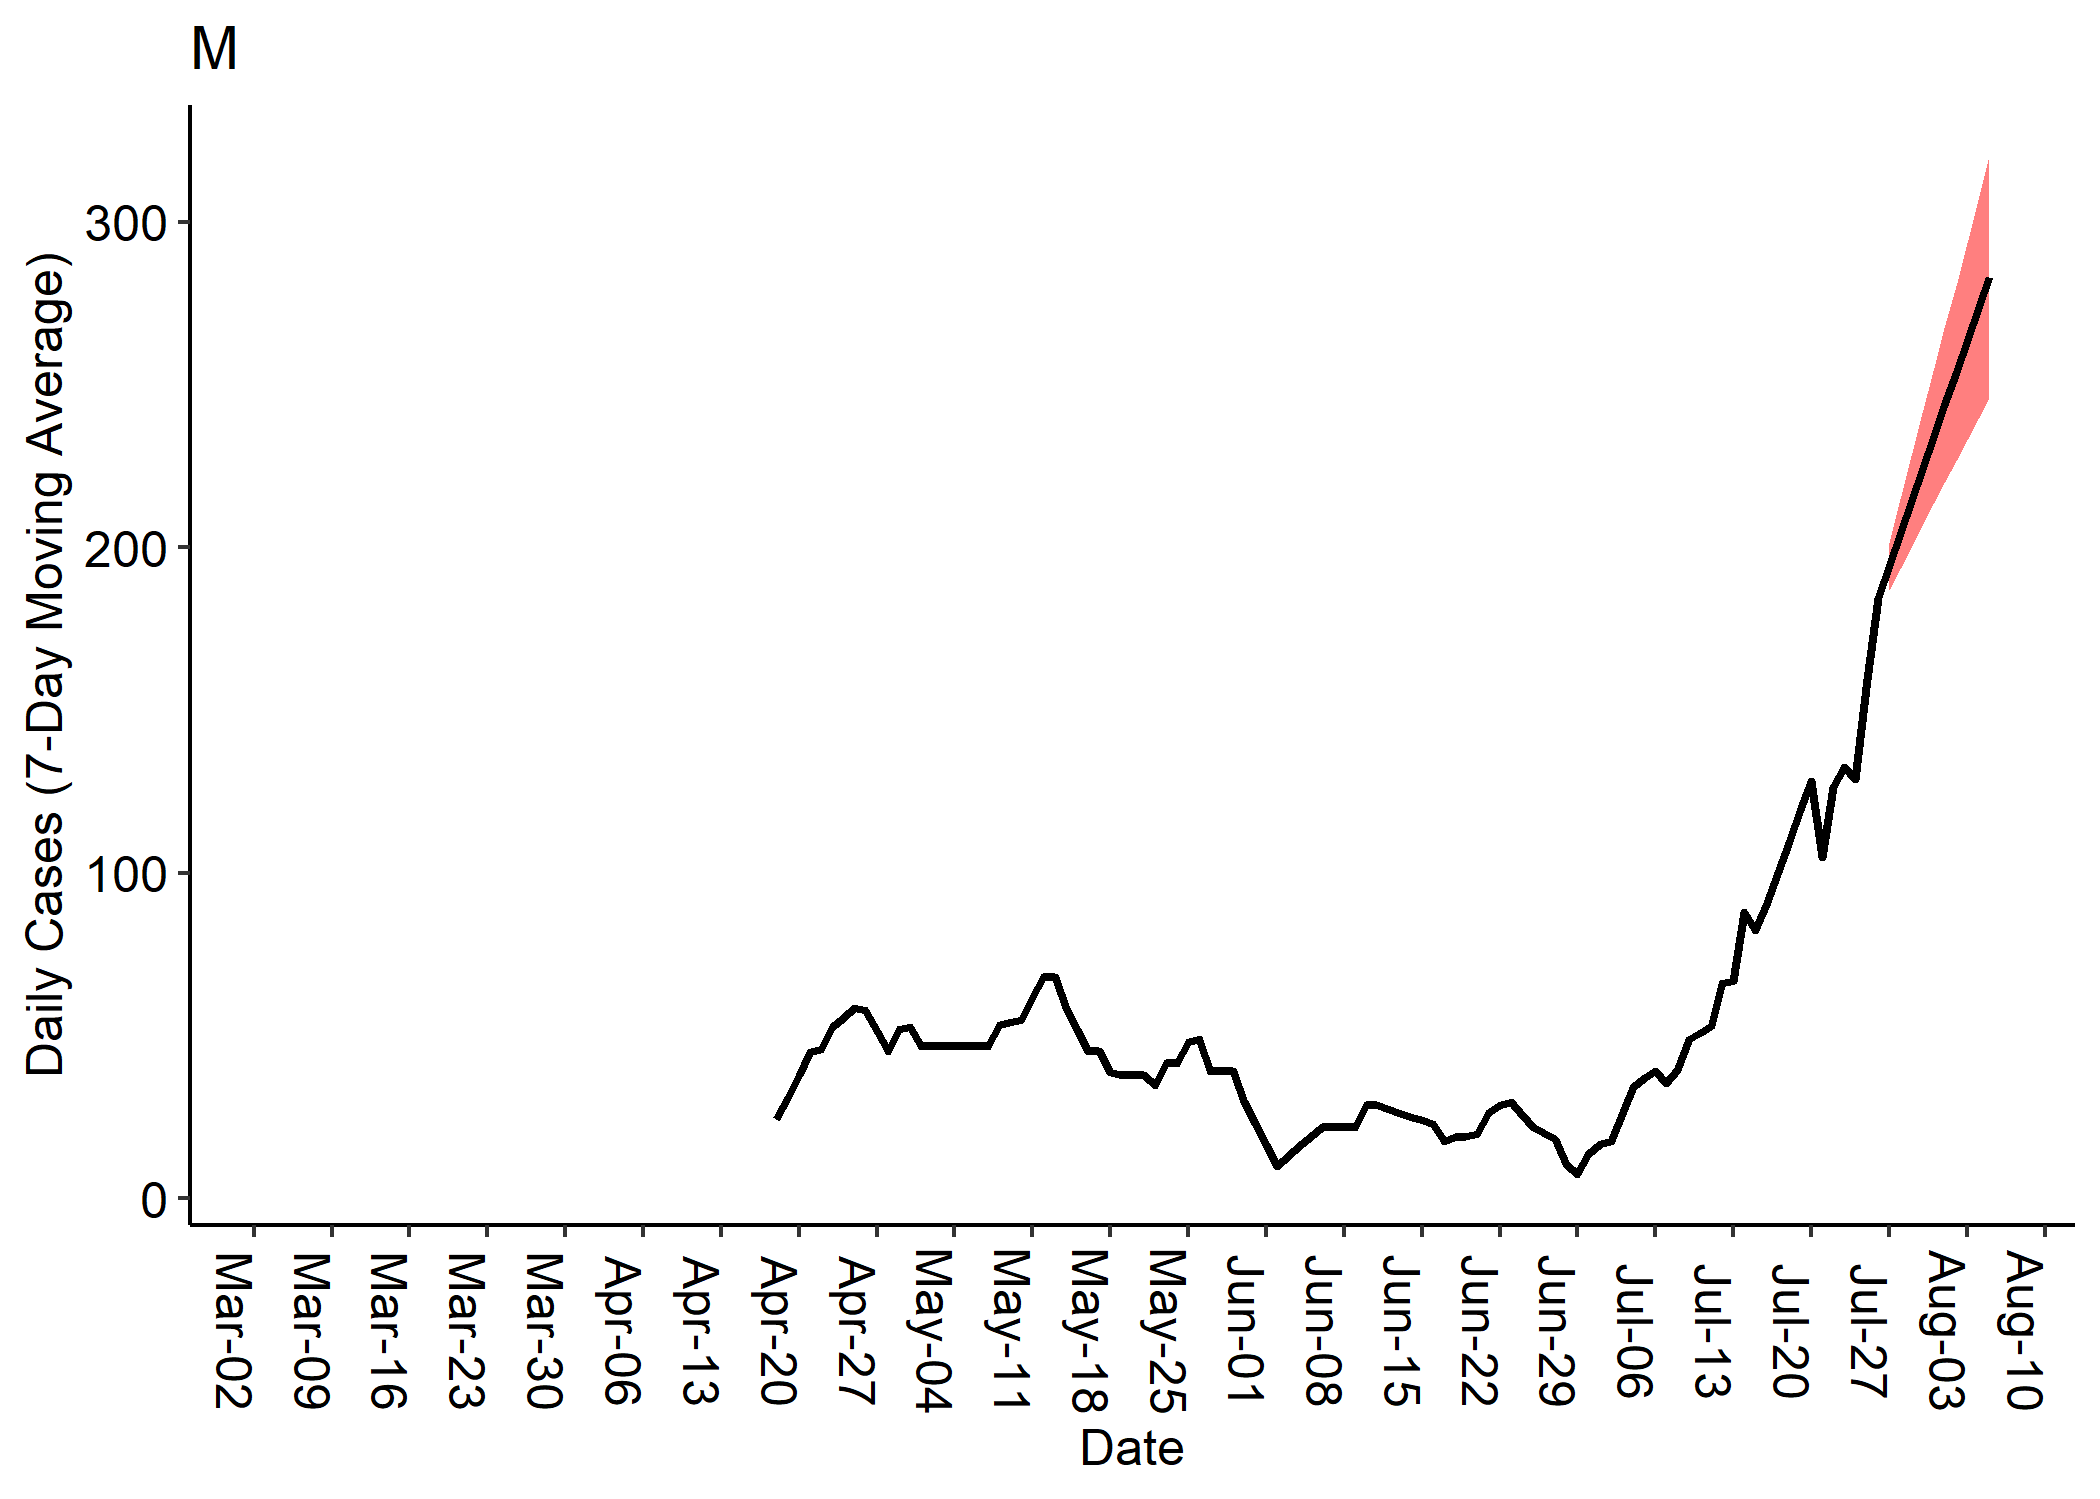 M
Daily Cases (7-Day Moving Average)
300
200
100
0
Mar-02
Mar-09
Mar-16
Mar-23
Mar-30
Apr-06
Apr-13
Apr-20
Apr-27
May-04
May-11
May-18
May-25
Jun-01
Jun-08
Jun-15
Jun-22
Jun-29
Jul-06
Jul-13
Jul-20
Jul-27
Aug-03
Aug-10
Date